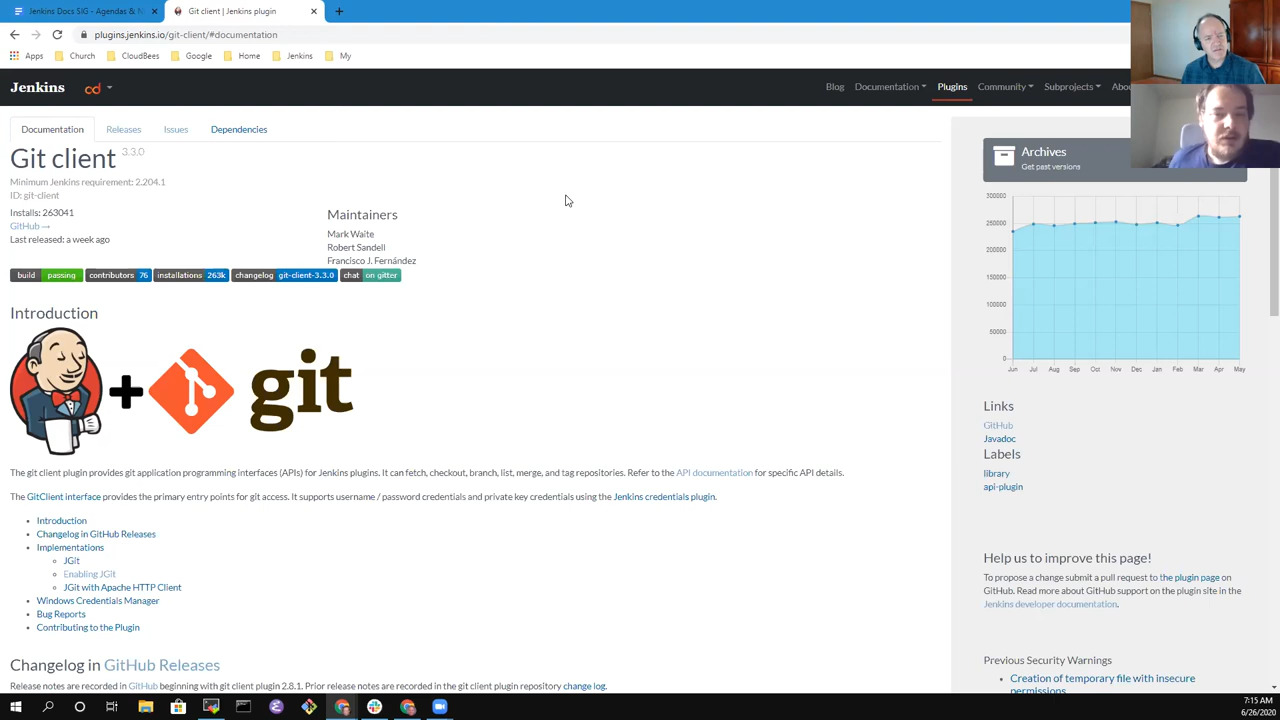 Jenkins Docs SIG - Agendas & N
Git client | Jenkins plugin
plugins.jenkins.io/git-client/#documentation
Apps Church CloudBees Google Home Jenkins My
Jenkins cd Blog Documentation Plugins Community Subprojects Abou
Documentation Releases Issues Dependencies
Git client 3.3.0
Minimum Jenkins requirement: 2.204.1
ID: git-client
Installs: 263041
GitHub →
Last released: a week ago
Maintainers
Mark Waite
Robert Sandell
Francisco J. Fernández
build passing contributors 76 installations 263k changelog git-client-3.3.0 chat on gitter
Introduction
git
The git client plugin provides git application programming interfaces (APIs) for Jenkins plugins. It can fetch, checkout, branch, list, merge, and tag repositories. Refer to the API documentation for specific API details.
The GitClient interface provides the primary entry points for git access. It supports username / password credentials and private key credentials using the Jenkins credentials plugin.
Introduction
Changelog in GitHub Releases
Implementations
JGit
Enabling JGit
JGit with Apache HTTP Client
Windows Credentials Manager
Bug Reports
Contributing to the Plugin
Changelog in GitHub Releases
Release notes are recorded in GitHub beginning with git client plugin 2.8.1. Prior release notes are recorded in the git client plugin repository change log.
Archives
Get past versions
300000
250000
200000
150000
100000
50000
0
Jun Jul Aug Sep Oct Nov Dec Jan Feb Mar Apr May
Links
GitHub
Javadoc
Labels
library
api-plugin
Help us to improve this page!
To propose a change submit a pull request to the plugin page on
GitHub. Read more about GitHub support on the plugin site in the
Jenkins developer documentation.
Previous Security Warnings
Creation of temporary file with insecure
permissions
7:15 AM
6/26/2020